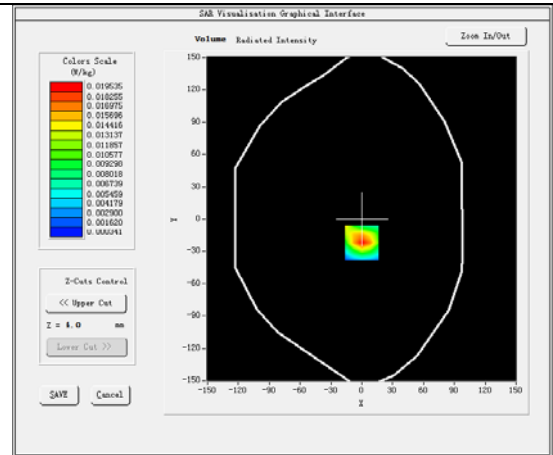 SAR Visualisation Graphical Interface
Volume Radiated Intensity
Zoom In/Out
Colors Scale
(W/kg)
0.019535
0.018255
0.016975
0.015696
0.014416
0.013137
0.011857
0.010577
0.009298
0.008018
0.006739
0.005459
0.004179
0.002900
0.001620
0.000341
150
120
90
60
30
0
-30
-60
-90
-120
-150
Y
-150 -120 -90 -60 -30 0 30 60 90 120 150
X
Z-Cuts Control
<< Upper Cut
Z = 4.0 mm
Lower Cut >>
SAVE Cancel